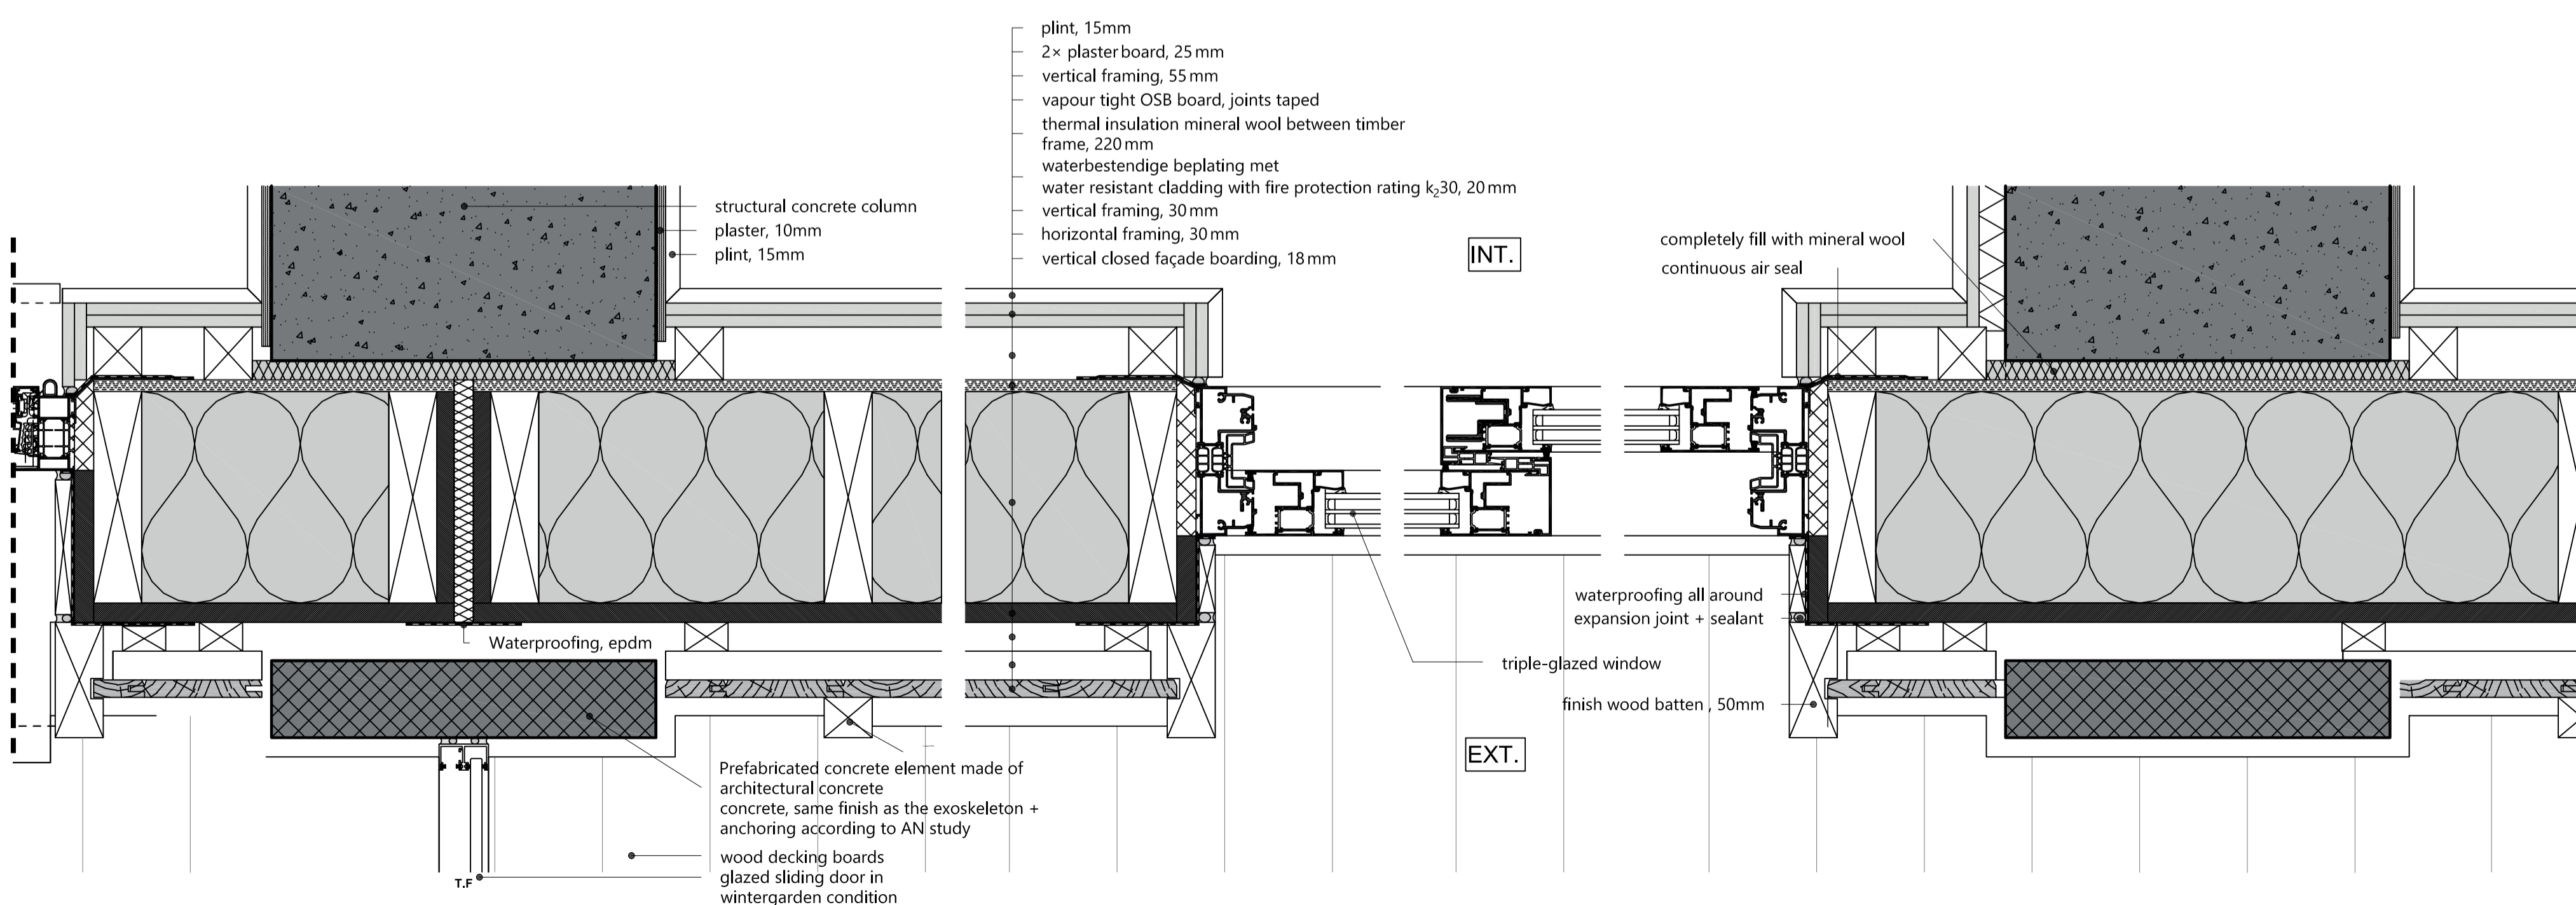 plint, 15mm
2× plasterboard, 25 mm
vertical framing, 55 mm
vapour tight OSB board, joints taped
thermal insulation mineral wool between timber
frame, 220 mm
waterbestendige beplating met
water resistant cladding with fire protection rating k₂30, 20 mm
vertical framing, 30 mm
horizontal framing, 30 mm
vertical closed façade boarding, 18 mm
structural concrete column
plaster, 10mm
plint, 15mm
INT.
completely fill with mineral wool
continuous air seal
waterproofing all around
expansion joint + sealant
Waterproofing, epdm
triple-glazed window
finish wood batten , 50mm
EXT.
Prefabricated concrete element made of
architectural concrete
concrete, same finish as the exoskeleton +
anchoring according to AN study
wood decking boards
glazed sliding door in
wintergarden condition
T.F